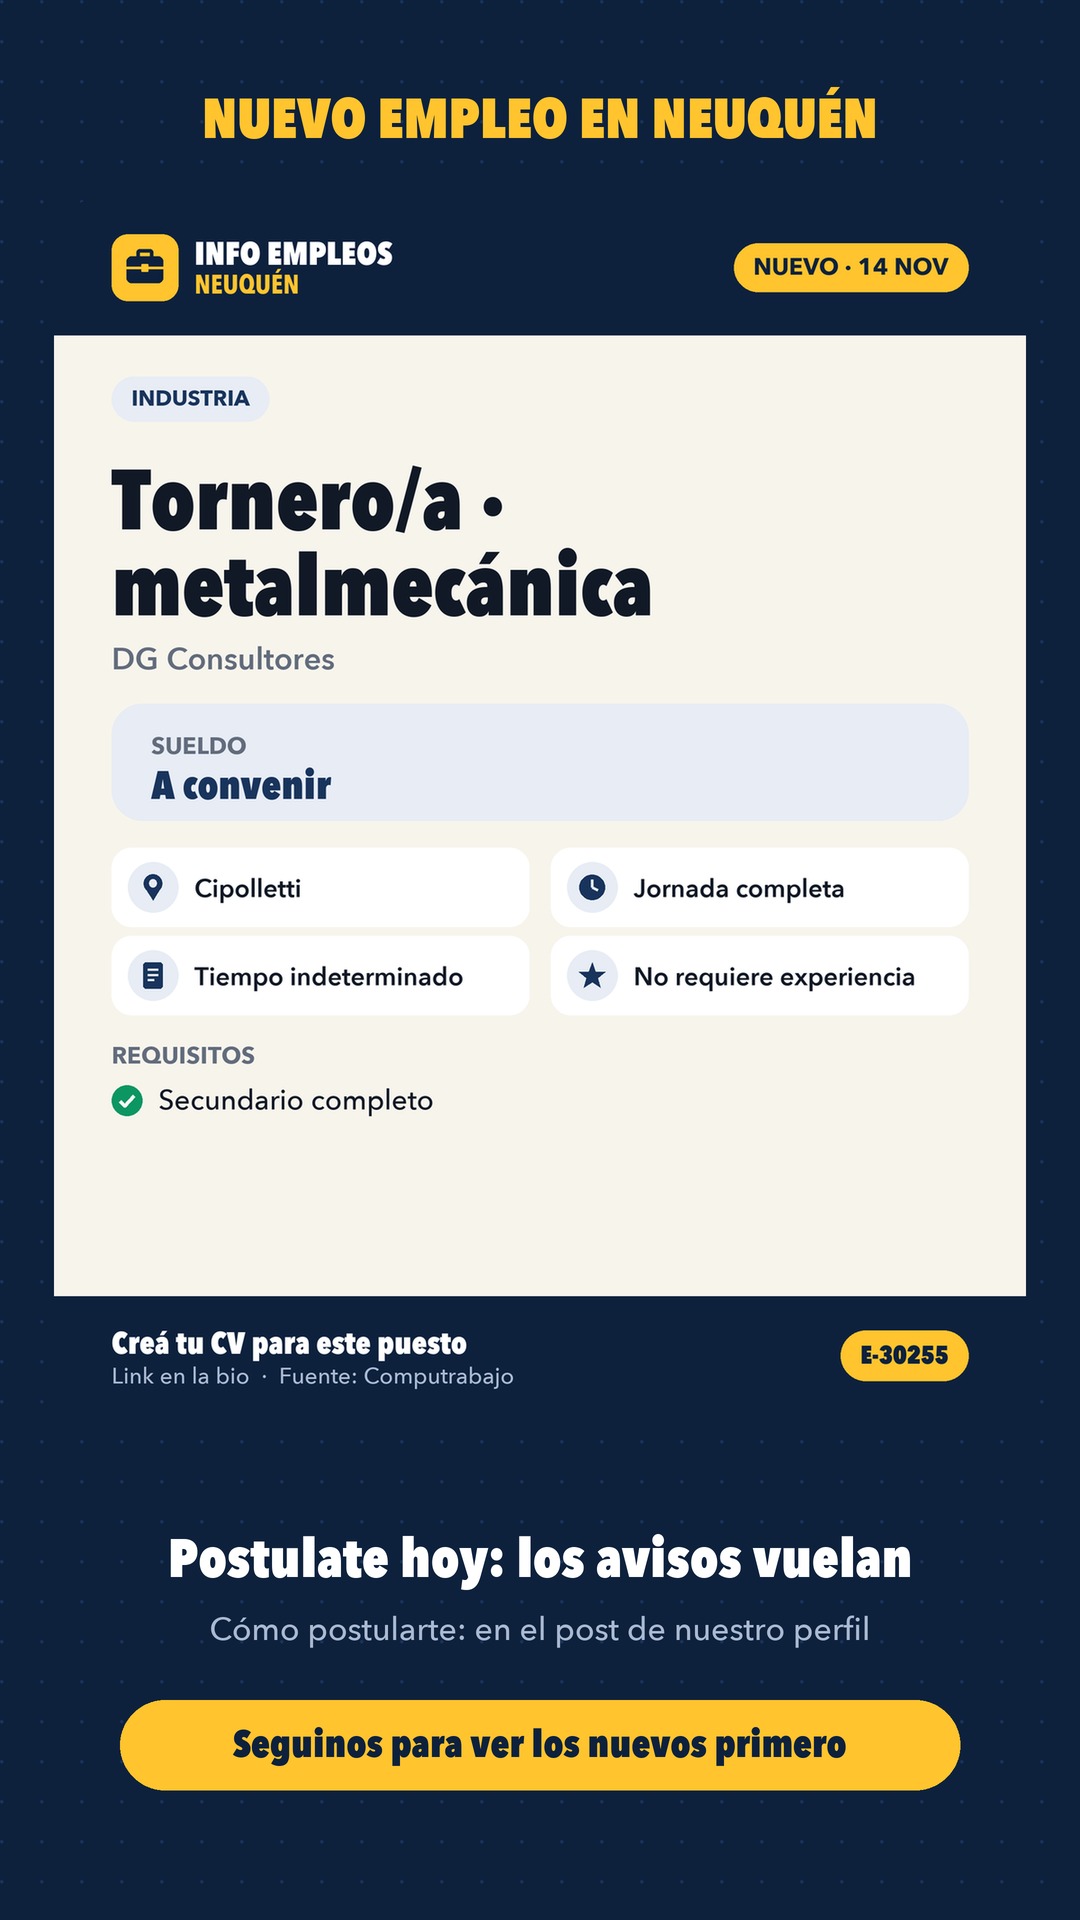 NUEVO EMPLEO EN NEUQUÉN
INFO EMPLEOS
NEUQUÉN
NUEVO · 14 NOV
INDUSTRIA
Tornero/a ·
metalmecánica
DG Consultores
SUELDO
A convenir
Cipolletti
Jornada completa
Tiempo indeterminado
No requiere experiencia
REQUISITOS
Secundario completo
Creá tu CV para este puesto
Link en la bio · Fuente: Computrabajo
E-30255
Postulate hoy: los avisos vuelan
Cómo postularte: en el post de nuestro perfil
Seguinos para ver los nuevos primero